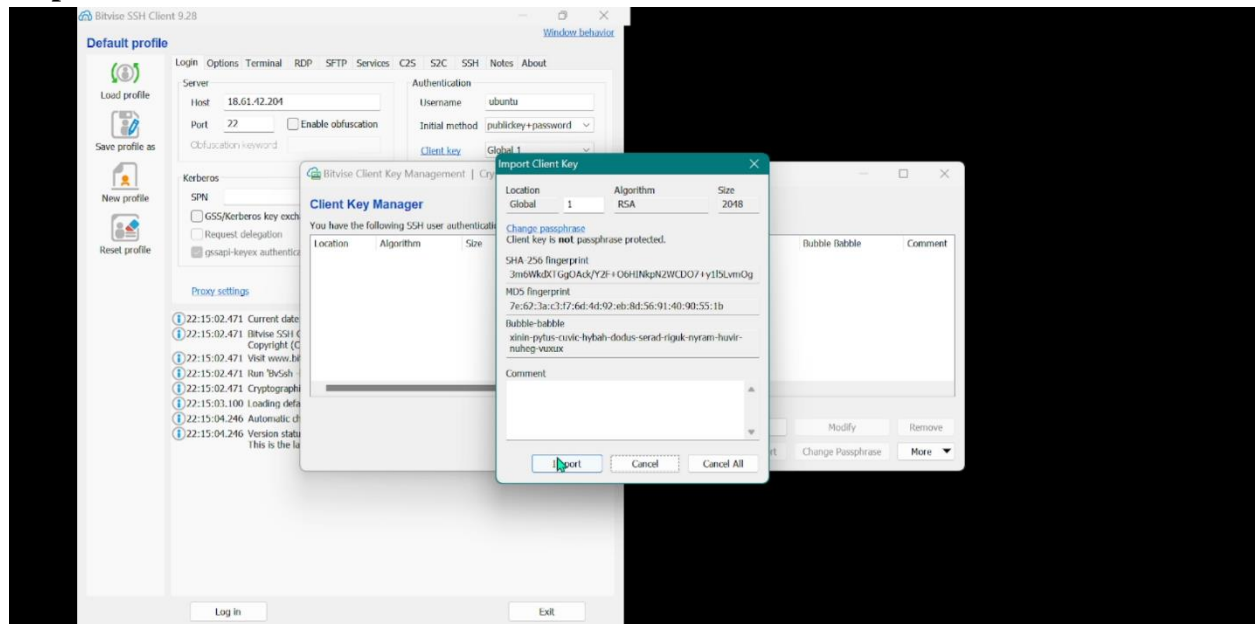 Bitvise SSH Client 9.28
Window behavior
Default profile
Load profile
Save profile as
New profile
Reset profile
Login Options Terminal RDP SFTP Services C2S S2C SSH Notes About
Server
Host 18.61.42.204
Port 22 Enable obfuscation
Obfuscation keyword
Authentication
Username ubuntu
Initial method publickey+password
Client key Global 1
Kerberos
SPN
GSS/Kerberos key exch
Request delegation
gssapi-keyex authentica
Proxy settings
22:15:02.471 Current date
22:15:02.471 Bitvise SSH C
Copyright (C
22:15:02.471 Visit www.bi
22:15:02.471 Run 'BvSsh -
22:15:02.471 Cryptographi
22:15:03.100 Loading defa
22:15:04.246 Automatic ch
22:15:04.246 Version statu
This is the la
Log in Exit
Bitvise Client Key Management | Cry
Client Key Manager
You have the following SSH user authenticati
Location Algorithm Size Bubble Babble Comment
Modify Remove
Change Passphrase More
Import Client Key
Location Algorithm Size
Global 1 RSA 2048
Change passphrase
Client key is not passphrase protected.
SHA-256 fingerprint
MD5 fingerprint
7e:62:3a:c3:f7:6d:4d:92:eb:8d:56:91:40:90:55:1b
Bubble-babble
xinin-pytus-cuvic-hybah-dodus-serad-riguk-nyram-huvir-
nuheg-vuxux
Comment
Import Cancel Cancel All